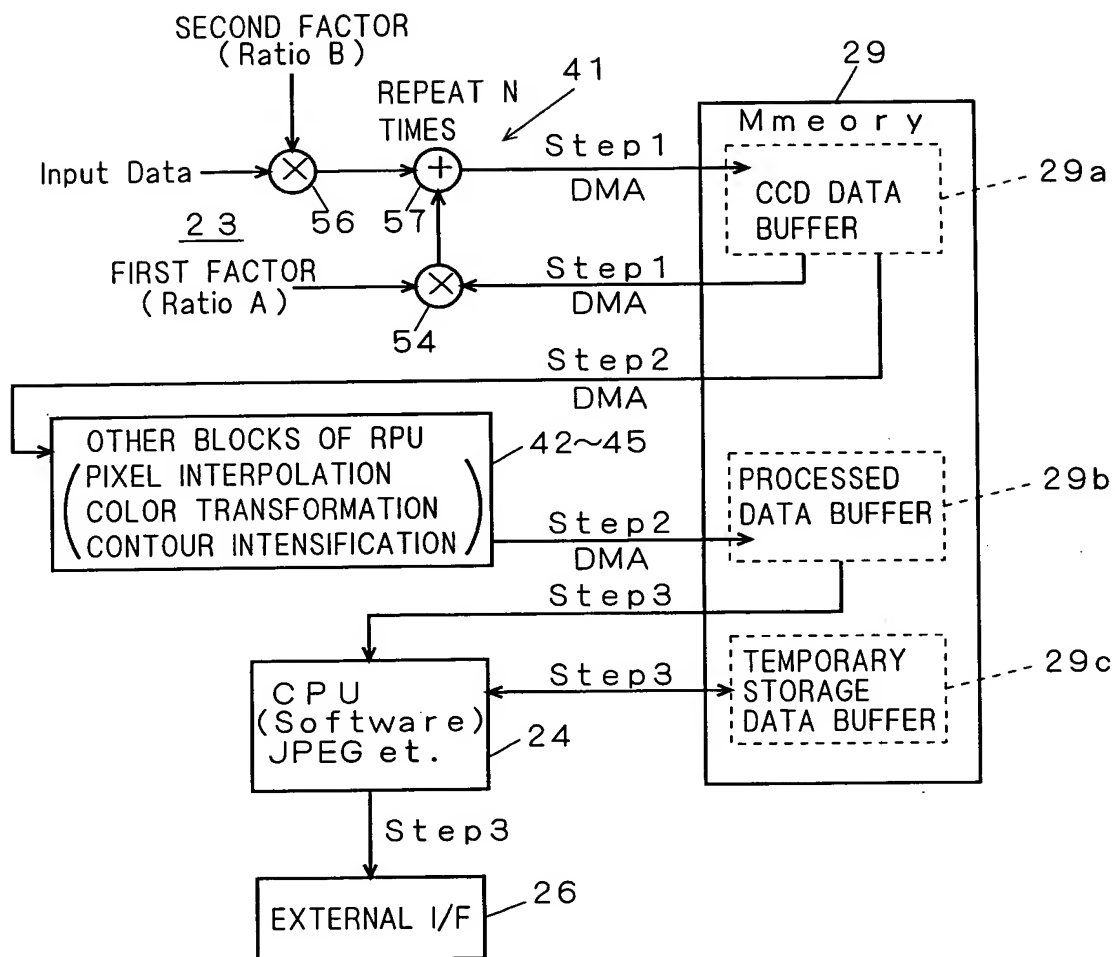 SECOND FACTOR
(Ratio B)
REPEAT N
TIMES
41
29
Mmeory
Input Data
×
56
+
57
Step1
DMA
CCD DATA
BUFFER
29a
23
FIRST FACTOR
(Ratio A)
×
54
Step1
DMA
Step2
DMA
OTHER BLOCKS OF RPU
(PIXEL INTERPOLATION
COLOR TRANSFORMATION
CONTOUR INTENSIFICATION)
42~45
Step2
DMA
PROCESSED
DATA BUFFER
29b
Step3
CPU
(Software)
JPEG et.
24
Step3
TEMPORARY
STORAGE
DATA BUFFER
29c
Step3
EXTERNAL I/F
26